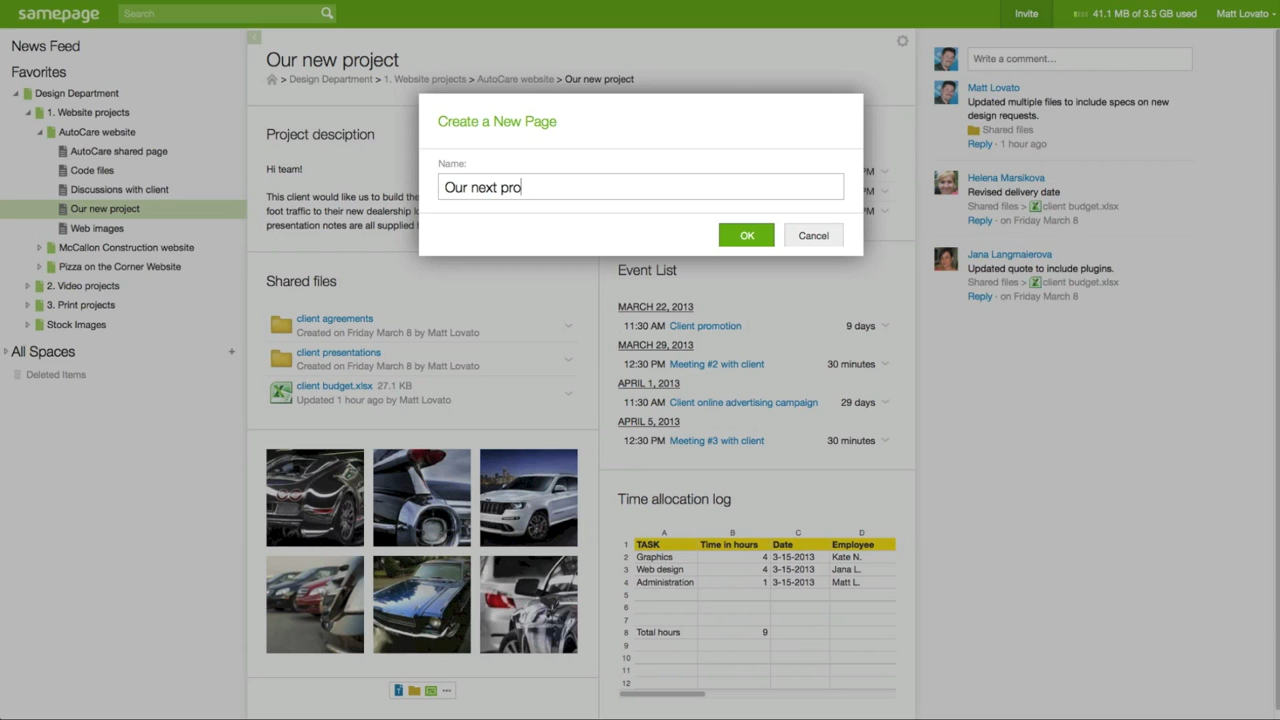 samepage
Search
Invite
41.1 MB of 3.5 GB used
Matt Lovato
News Feed
Favorites
Design Department
1. Website projects
AutoCare website
AutoCare shared page
Code files
Discussions with client
Our new project
Web images
McCallon Construction website
Pizza on the Corner Website
2. Video projects
3. Print projects
Stock Images
All Spaces +
Deleted Items
Our new project
> Design Department > 1. Website projects > AutoCare website > Our new project
Create a New Page
Name:
Our next pro
OK
Cancel
Project desciption
Hi team!
This client would like us to build the
foot traffic to their new dealership
presentation notes are all supplied
Shared files
client agreements
Created on Friday March 8 by Matt Lovato
client presentations
Created on Friday March 8 by Matt Lovato
client budget.xlsx 27.1 KB
Updated 1 hour ago by Matt Lovato
Event List
MARCH 22, 2013
11:30 AM Client promotion 9 days
MARCH 29, 2013
12:30 PM Meeting #2 with client 30 minutes
APRIL 1, 2013
11:30 AM Client online advertising campaign 29 days
APRIL 5, 2013
12:30 PM Meeting #3 with client 30 minutes
Time allocation log
A B C D
1 TASK Time in hours Date Employee
2 Graphics 4 3-15-2013 Kate N.
3 Web design 4 3-15-2013 Jana L.
4 Administration 1 3-15-2013 Matt L.
5
6
7
8 Total hours 9
9
10
11
12
Write a comment...
Matt Lovato
Updated multiple files to include specs on new
design requests.
Shared files
Reply · 1 hour ago
Helena Marsikova
Revised delivery date
Shared files > client budget.xlsx
Reply · on Friday March 8
Jana Langmaierova
Updated quote to include plugins.
Shared files > client budget.xlsx
Reply · on Friday March 8